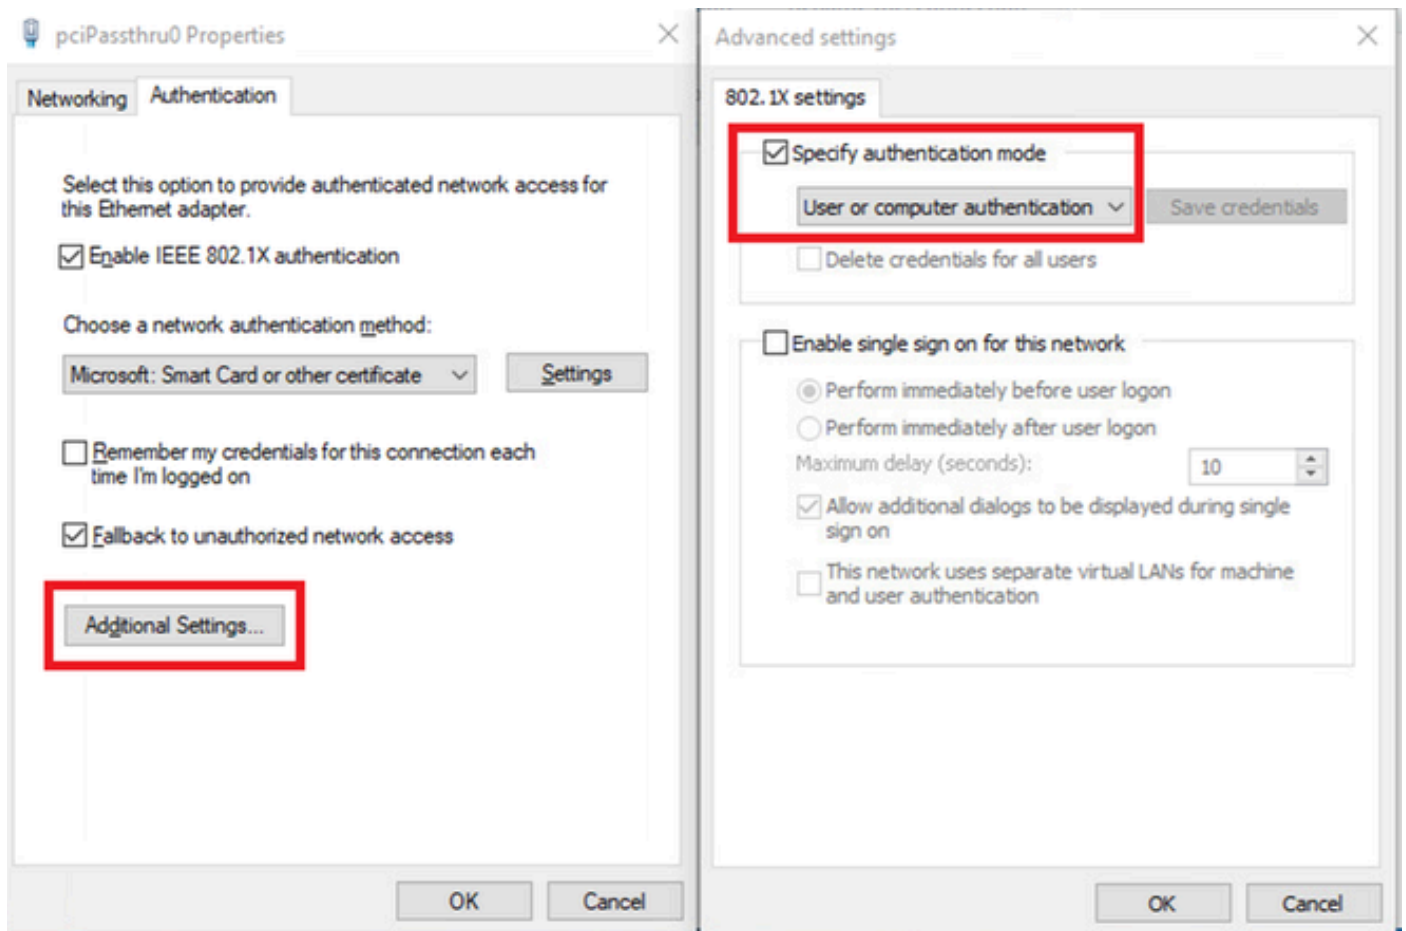 pciPassthru0 Properties
Networking
Authentication
Select this option to provide authenticated network access for
this Ethernet adapter.
Enable IEEE 802.1X authentication
Choose a network authentication method:
Microsoft: Smart Card or other certificate
Settings
Remember my credentials for this connection each
time I'm logged on
Fallback to unauthorized network access
Additional Settings...
OK
Cancel
Advanced settings
802.1X settings
Specify authentication mode
User or computer authentication
Save credentials
Delete credentials for all users
Enable single sign on for this network
Perform immediately before user logon
Perform immediately after user logon
Maximum delay (seconds):
10
Allow additional dialogs to be displayed during single
sign on
This network uses separate virtual LANs for machine
and user authentication
OK
Cancel